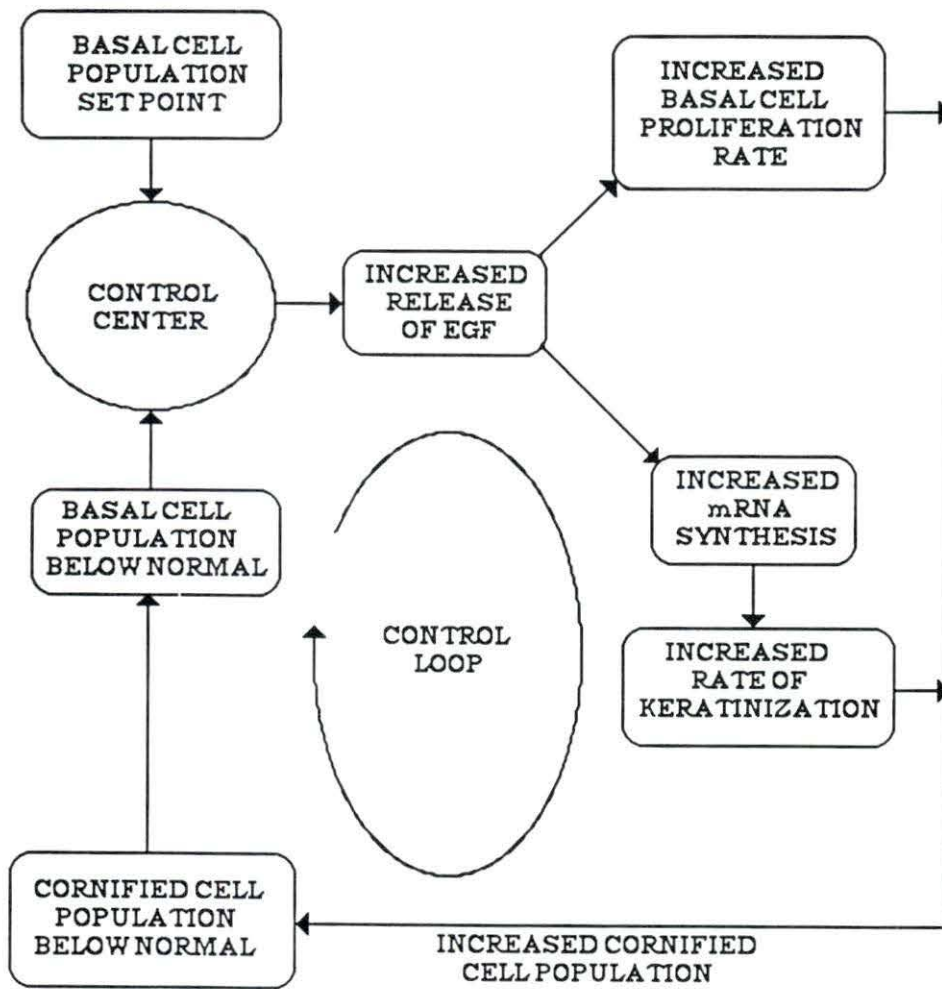 BASAL CELL
POPULATION
SET POINT
INCREASED
BASAL CELL
PROLIFERATION
RATE
CONTROL
CENTER
INCREASED
RELEASE
OF EGF
BASAL CELL
POPULATION
BELOW NORMAL
INCREASED
mRNA
SYNTHESIS
CONTROL
LOOP
INCREASED
RATE OF
KERATINIZATION
CORNIFIED CELL
POPULATION
BELOW NORMAL
INCREASED CORNIFIED
CELL POPULATION